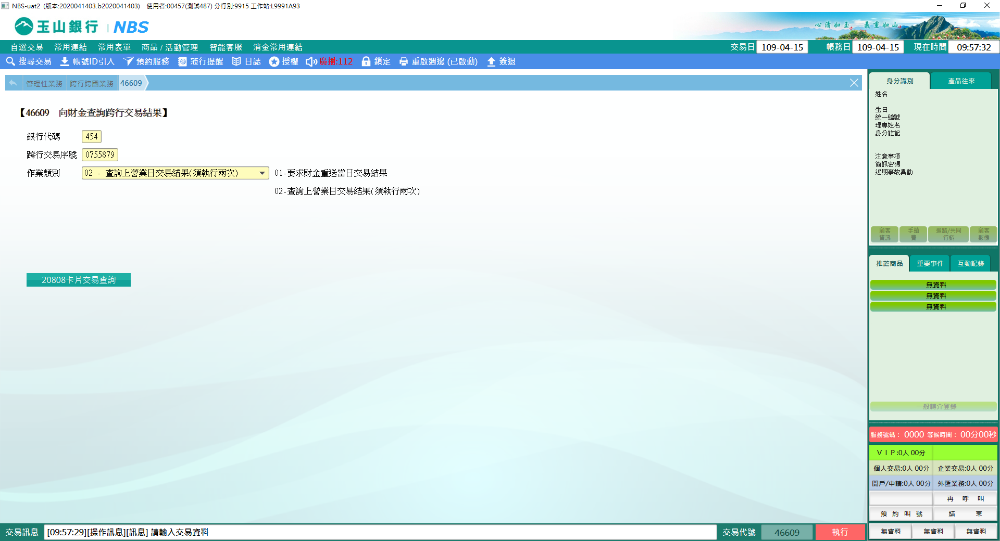 NBS-uat2 (版本:2020041403.b2020041403) 使用者:00457(測試487) 分行別:9915 工作站:L9991A93
玉山銀行 | NBS
心清如玉。義重如山。
自選交易 常用連結 常用表單 商品 / 活動管理 智能客服 消金常用連結
交易日 109-04-15 帳務日 109-04-15 現在時間 09:57:32
搜尋交易 帳號ID引入 預約服務 蒞行提醒 日誌 授權 廣播:112 鎖定 重啟週邊 (已啟動) 簽退
管理性業務 跨行跨國業務 46609
【46609 向財金查詢跨行交易結果】
銀行代碼 454
跨行交易序號 0755879
作業類別 02 - 查詢上營業日交易結果(須執行兩次) 01-要求財金重送當日交易結果
02-查詢上營業日交易結果(須執行兩次)
20808卡片交易查詢
身分識別 產品往來
姓名
生日
統一編號
理專姓名
身分註記
注意事項
簡訊密碼
近期事故異動
顧客資訊 手續費 通路/共同行銷 顧客影像
推薦商品 重要事件 互動記錄
無資料
無資料
無資料
一般轉介登錄
服務號碼: 0000 等候時間: 00分00秒
ＶＩＰ:0人 00分
個人交易:0人 00分 企業交易:0人 00分
開戶/申請:0人 00分 外匯業務:0人 00分
再 呼 叫
預 約 叫 號 結 束
無資料 無資料 無資料
交易訊息 [09:57:29][操作訊息][訊息] 請輸入交易資料 交易代號 46609 執行